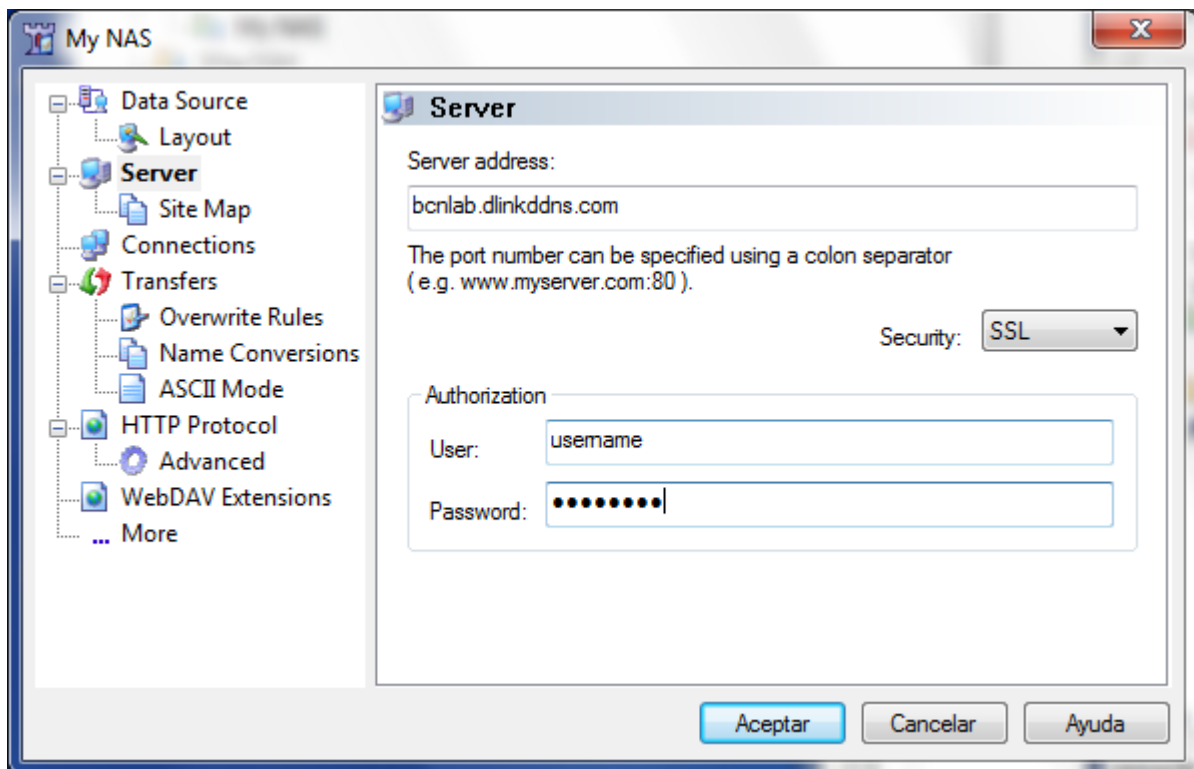 My NAS
Data Source
Layout
Server
Site Map
Connections
Transfers
Overwrite Rules
Name Conversions
ASCII Mode
HTTP Protocol
Advanced
WebDAV Extensions
... More
Server
Server address:
bcnlab.dlinkddns.com
The port number can be specified using a colon separator
( e.g. www.myserver.com:80 ).
Security: SSL
Authorization
User: username
Password: ●●●●●●●●
Aceptar Cancelar Ayuda